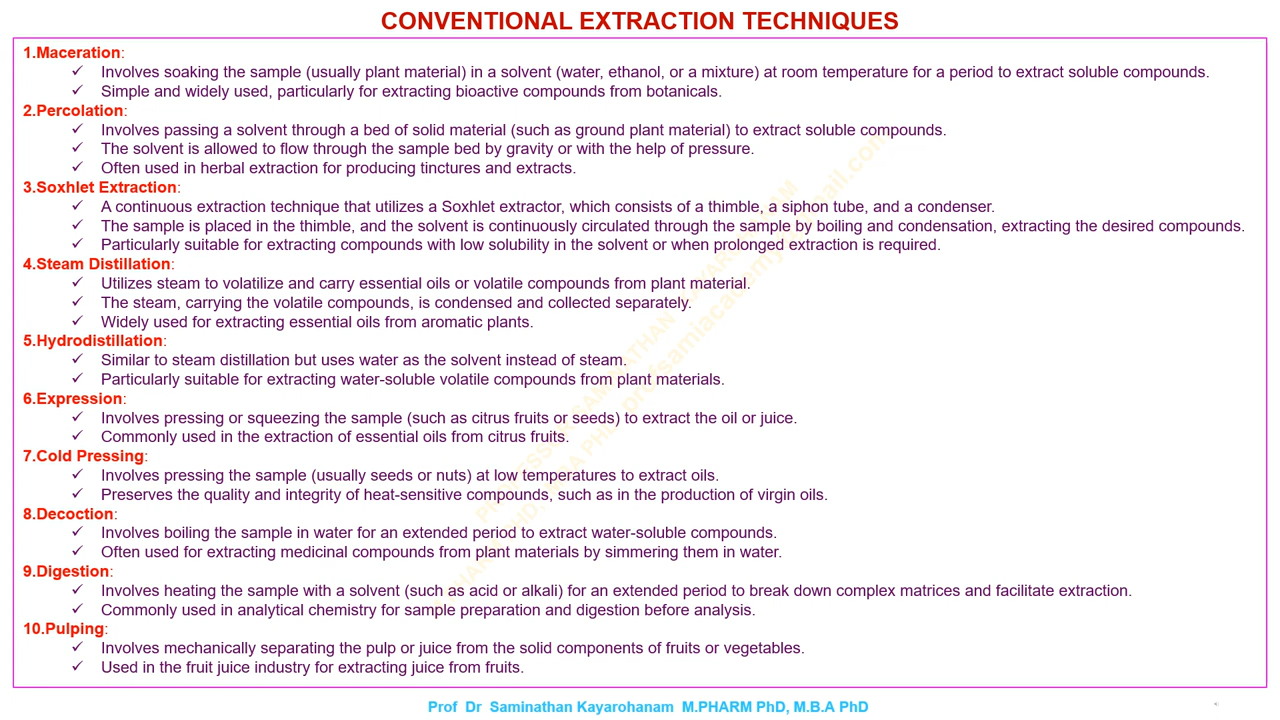 CONVENTIONAL EXTRACTION TECHNIQUES
1.Maceration:
✓ Involves soaking the sample (usually plant material) in a solvent (water, ethanol, or a mixture) at room temperature for a period to extract soluble compounds.
✓ Simple and widely used, particularly for extracting bioactive compounds from botanicals.
2.Percolation:
✓ Involves passing a solvent through a bed of solid material (such as ground plant material) to extract soluble compounds.
✓ The solvent is allowed to flow through the sample bed by gravity or with the help of pressure.
✓ Often used in herbal extraction for producing tinctures and extracts.
3.Soxhlet Extraction:
✓ A continuous extraction technique that utilizes a Soxhlet extractor, which consists of a thimble, a siphon tube, and a condenser.
✓ The sample is placed in the thimble, and the solvent is continuously circulated through the sample by boiling and condensation, extracting the desired compounds.
✓ Particularly suitable for extracting compounds with low solubility in the solvent or when prolonged extraction is required.
4.Steam Distillation:
✓ Utilizes steam to volatilize and carry essential oils or volatile compounds from plant material.
✓ The steam, carrying the volatile compounds, is condensed and collected separately.
✓ Widely used for extracting essential oils from aromatic plants.
5.Hydrodistillation:
✓ Similar to steam distillation but uses water as the solvent instead of steam.
✓ Particularly suitable for extracting water-soluble volatile compounds from plant materials.
6.Expression:
✓ Involves pressing or squeezing the sample (such as citrus fruits or seeds) to extract the oil or juice.
✓ Commonly used in the extraction of essential oils from citrus fruits.
7.Cold Pressing:
✓ Involves pressing the sample (usually seeds or nuts) at low temperatures to extract oils.
✓ Preserves the quality and integrity of heat-sensitive compounds, such as in the production of virgin oils.
8.Decoction:
✓ Involves boiling the sample in water for an extended period to extract water-soluble compounds.
✓ Often used for extracting medicinal compounds from plant materials by simmering them in water.
9.Digestion:
✓ Involves heating the sample with a solvent (such as acid or alkali) for an extended period to break down complex matrices and facilitate extraction.
✓ Commonly used in analytical chemistry for sample preparation and digestion before analysis.
10.Pulping:
✓ Involves mechanically separating the pulp or juice from the solid components of fruits or vegetables.
✓ Used in the fruit juice industry for extracting juice from fruits.
Prof Dr Saminathan Kayarohanam M.PHARM PhD, M.B.A PhD